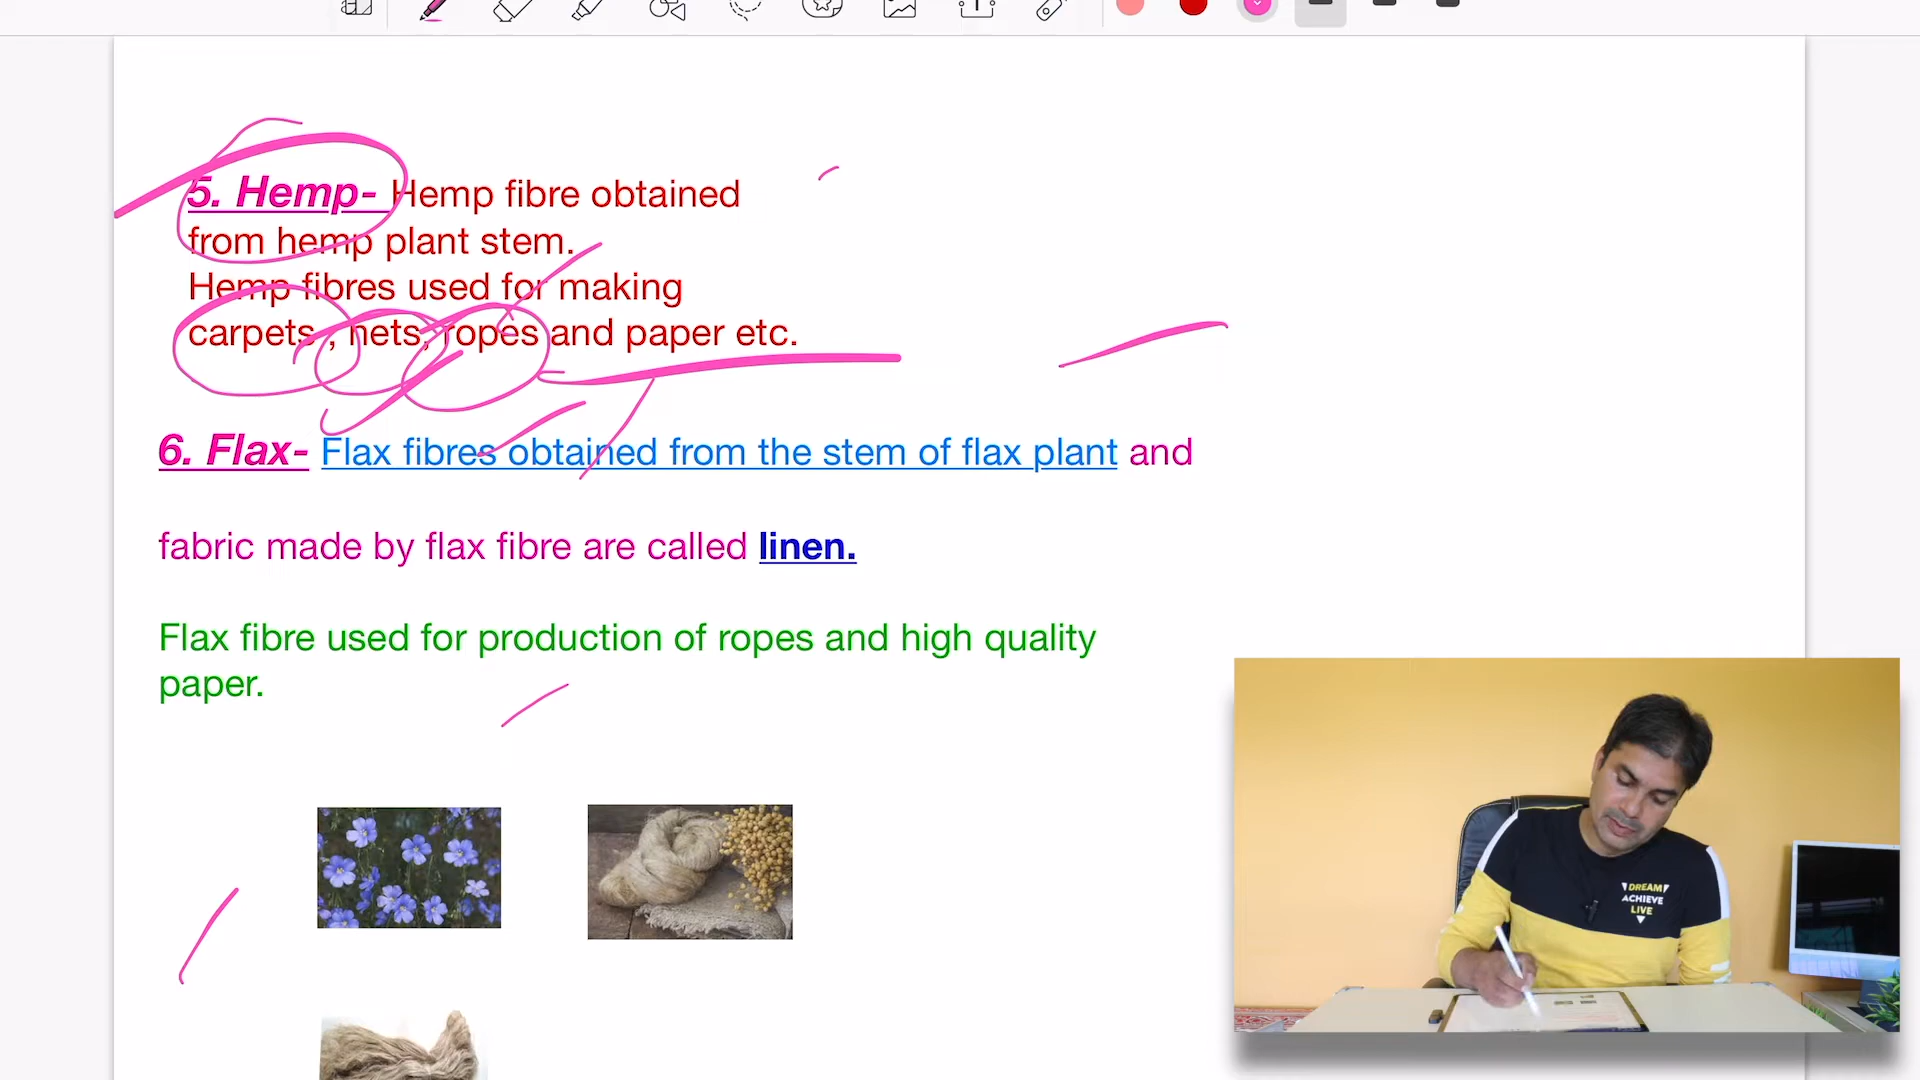 5. Hemp- Hemp fibre obtained
from hemp plant stem.
Hemp fibres used for making
carpets , nets, ropes and paper etc.
6. Flax- Flax fibres obtained from the stem of flax plant and
fabric made by flax fibre are called linen.
Flax fibre used for production of ropes and high quality
paper.
DREAM
ACHIEVE
LIVE